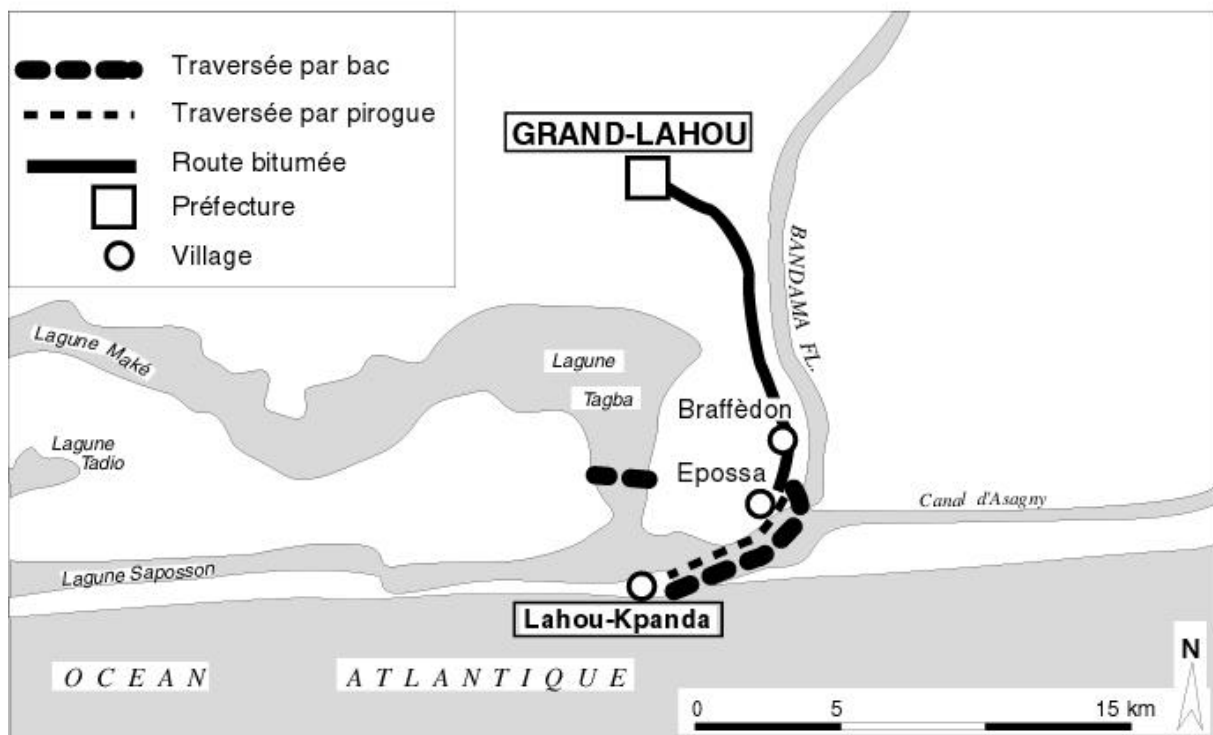 Traversée par bac
Traversée par pirogue
Route bitumée
Préfecture
Village
GRAND-LAHOU
BANDAMA FL.
Lagune Maké
Lagune
Tagba
Lagune
Tadio
Braffèdon
Epossa
Canal d'Asagny
Lagune Saposson
Lahou-Kpanda
OCEAN ATLANTIQUE
N
0 5 15 km